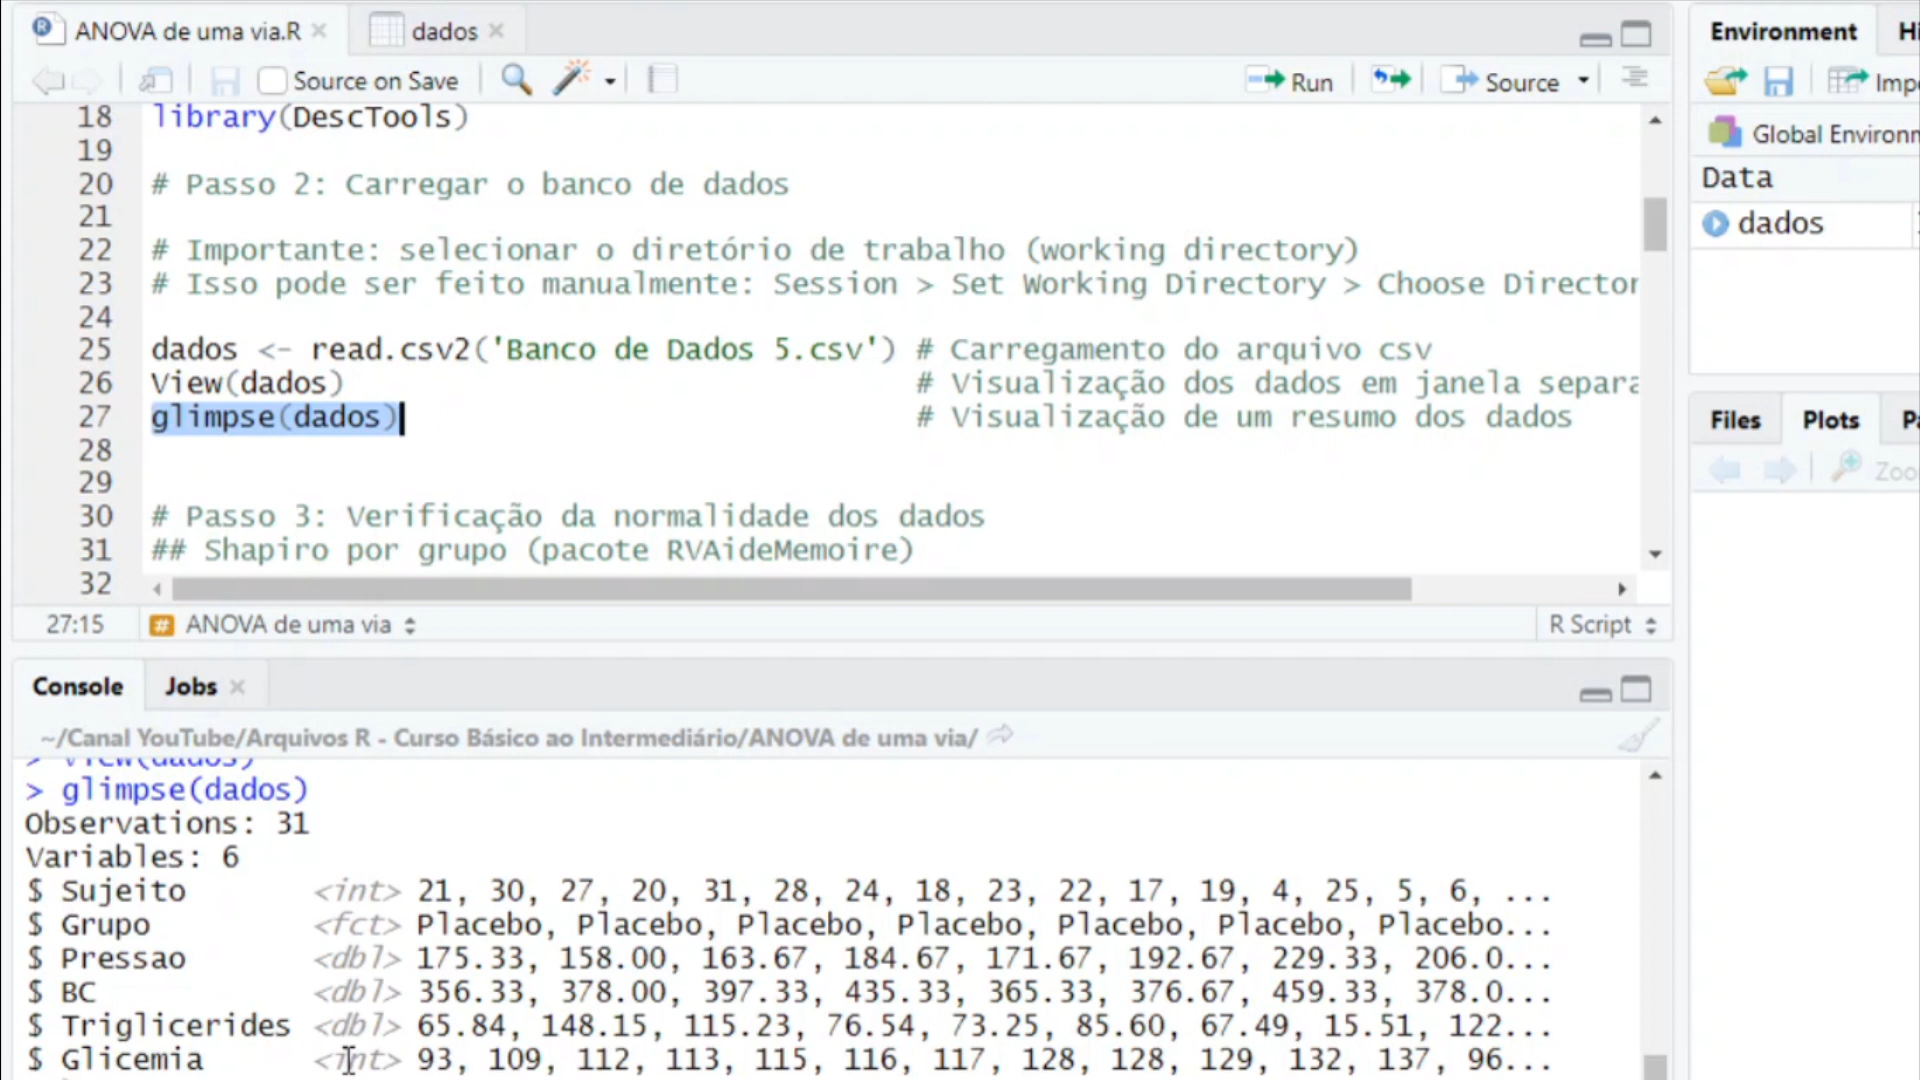 ANOVA de uma via.R
dados
Source on Save
Run
Source
18 library(DescTools)
19
20 # Passo 2: Carregar o banco de dados
21
22 # Importante: selecionar o diretório de trabalho (working directory)
23 # Isso pode ser feito manualmente: Session > Set Working Directory > Choose Director
24
25 dados <- read.csv2('Banco de Dados 5.csv') # Carregamento do arquivo csv
26 View(dados) # Visualização dos dados em janela separa
27 glimpse(dados) # Visualização de um resumo dos dados
28
29
30 # Passo 3: Verificação da normalidade dos dados
31 ## Shapiro por grupo (pacote RVAideMemoire)
32
27:15 # ANOVA de uma via R Script
Console Jobs
~/Canal YouTube/Arquivos R - Curso Básico ao Intermediário/ANOVA de uma via/
> View(dados)
> glimpse(dados)
Observations: 31
Variables: 6
$ Sujeito <int> 21, 30, 27, 20, 31, 28, 24, 18, 23, 22, 17, 19, 4, 25, 5, 6, ...
$ Grupo <fct> Placebo, Placebo, Placebo, Placebo, Placebo, Placebo, Placebo...
$ Pressao <dbl> 175.33, 158.00, 163.67, 184.67, 171.67, 192.67, 229.33, 206.0...
$ BC <dbl> 356.33, 378.00, 397.33, 435.33, 365.33, 376.67, 459.33, 378.0...
$ Triglicerides <dbl> 65.84, 148.15, 115.23, 76.54, 73.25, 85.60, 67.49, 15.51, 122...
$ Glicemia <int> 93, 109, 112, 113, 115, 116, 117, 128, 128, 129, 132, 137, 96...
Environment Hi
Impo
Global Environm
Data
dados
Files Plots Pa
Zoo